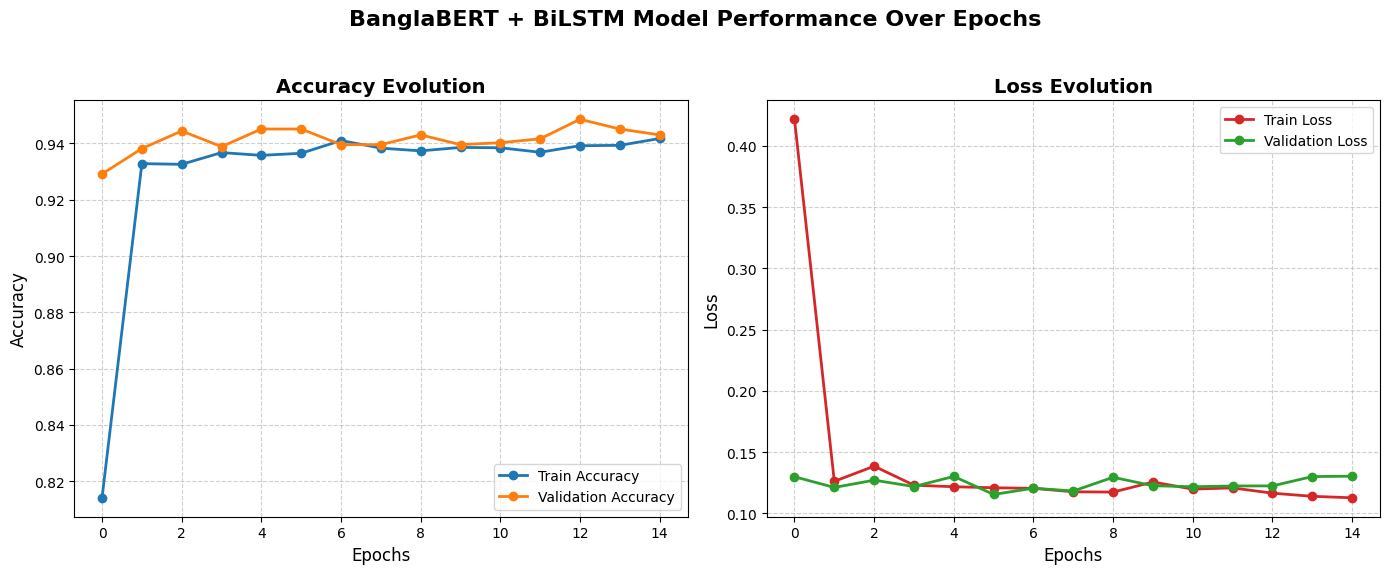 BanglaBERT + BiLSTM Model Performance Over Epochs
Accuracy Evolution
Accuracy
0.94
0.92
0.90
0.88
0.86
0.84
0.82
0 2 4 6 8 10 12 14
Epochs
Train Accuracy
Validation Accuracy
Loss Evolution
Loss
0.40
0.35
0.30
0.25
0.20
0.15
0.10
0 2 4 6 8 10 12 14
Epochs
Train Loss
Validation Loss